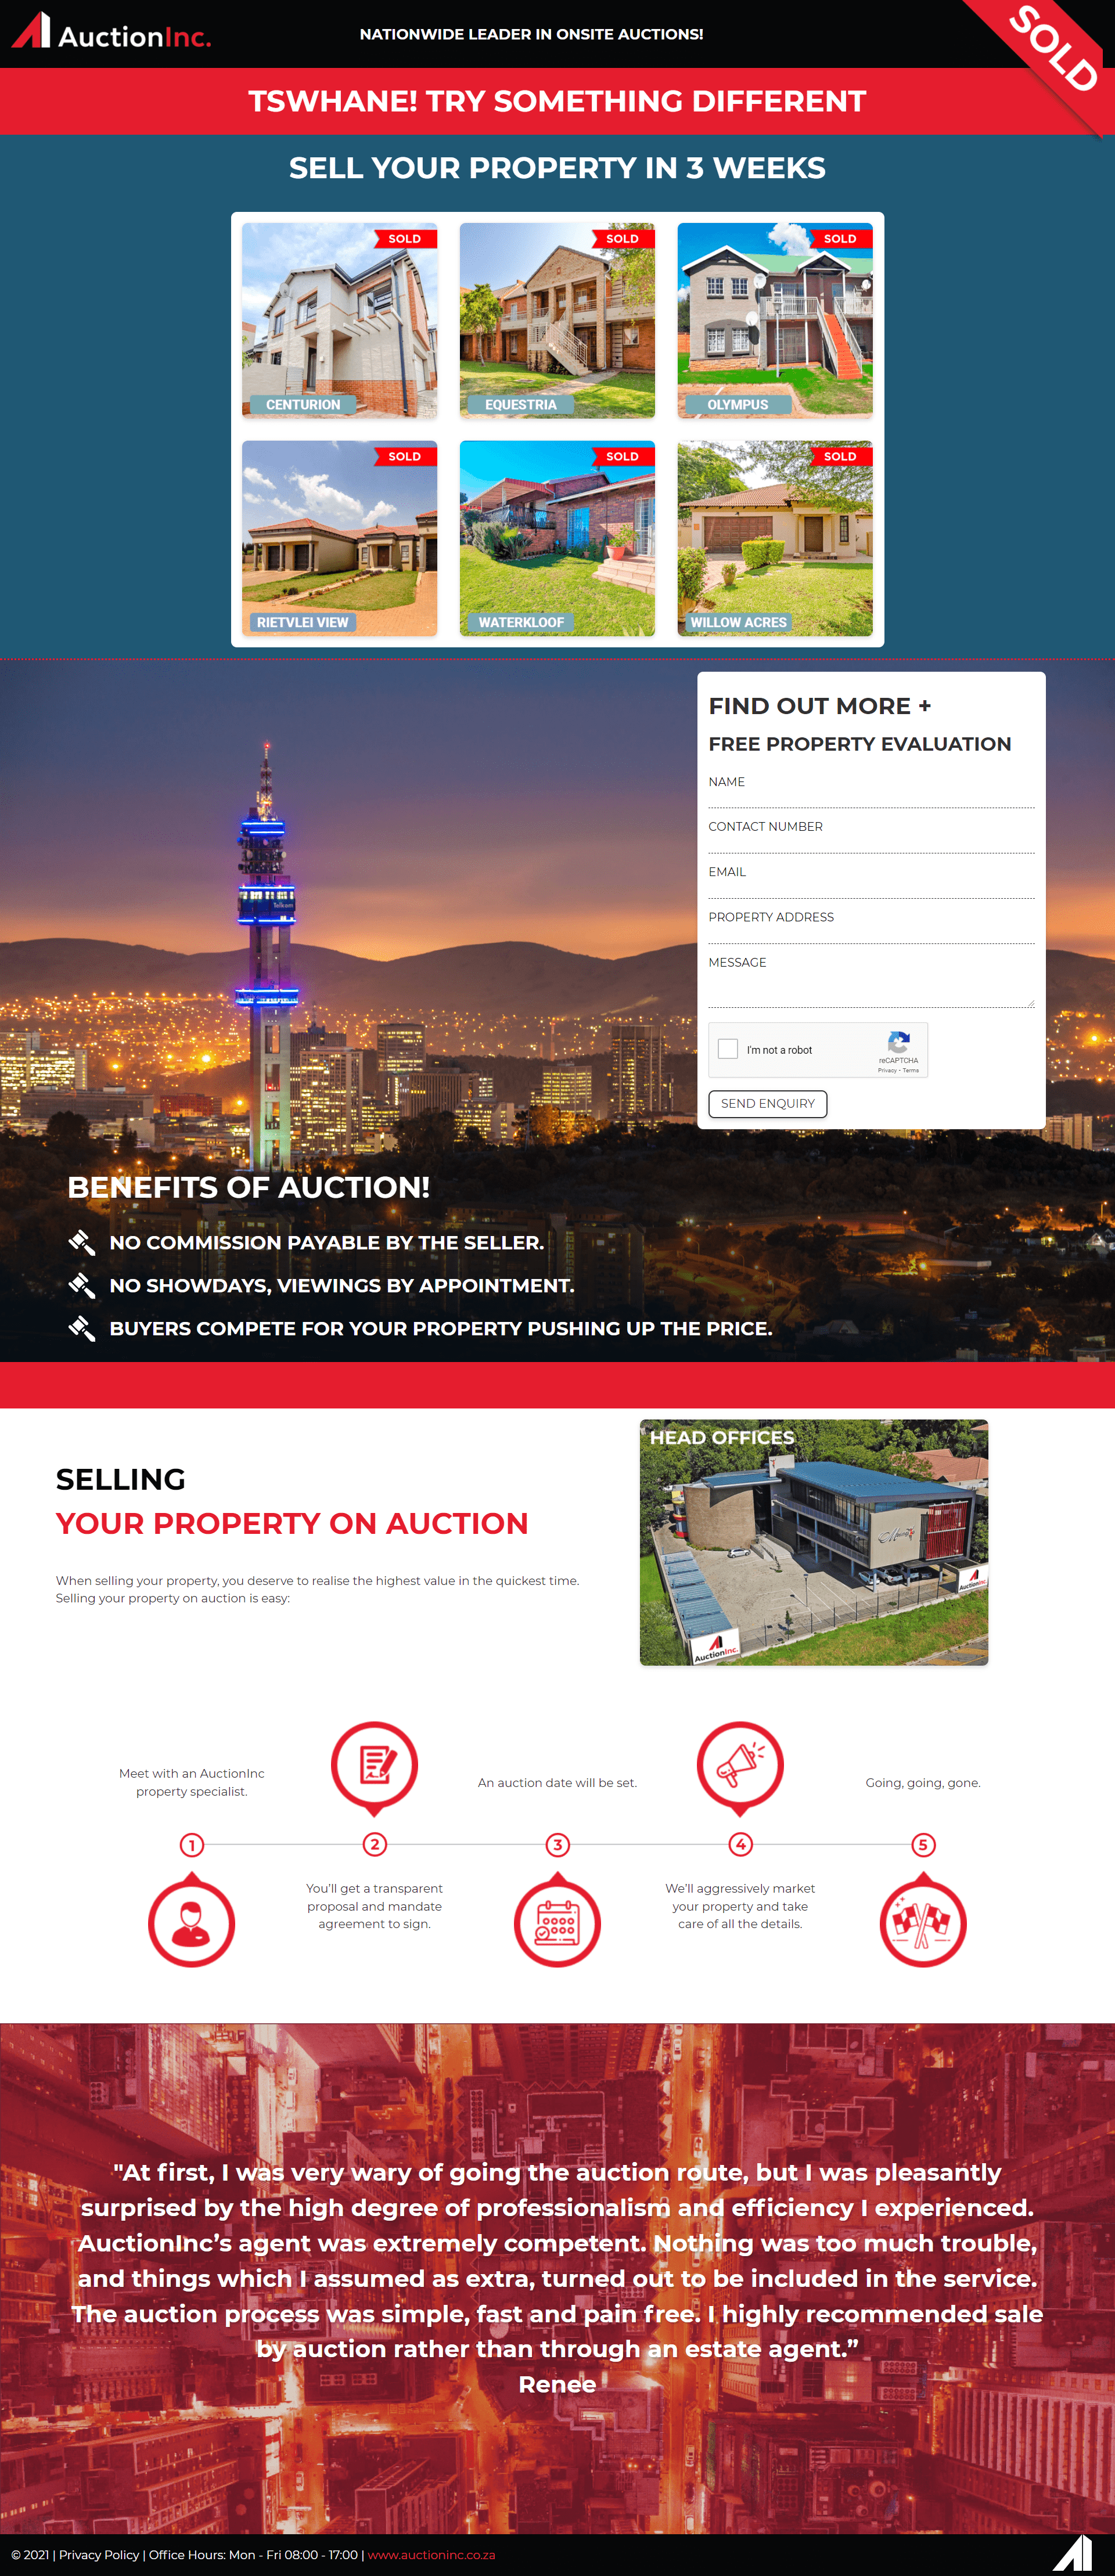 AuctionInc.
NATIONWIDE LEADER IN ONSITE AUCTIONS!
SOLD
TSWHANE! TRY SOMETHING DIFFERENT
SELL YOUR PROPERTY IN 3 WEEKS
SOLD
CENTURION
SOLD
EQUESTRIA
SOLD
OLYMPUS
SOLD
RIETVLEI VIEW
SOLD
WATERKLOOF
SOLD
WILLOW ACRES
Telkom
FIND OUT MORE +
FREE PROPERTY EVALUATION
NAME
CONTACT NUMBER
EMAIL
PROPERTY ADDRESS
MESSAGE
I'm not a robot
reCAPTCHA
Privacy - Terms
SEND ENQUIRY
BENEFITS OF AUCTION!
NO COMMISSION PAYABLE BY THE SELLER.
NO SHOWDAYS, VIEWINGS BY APPOINTMENT.
BUYERS COMPETE FOR YOUR PROPERTY PUSHING UP THE PRICE.
SELLING
YOUR PROPERTY ON AUCTION
When selling your property, you deserve to realise the highest value in the quickest time.
Selling your property on auction is easy:
HEAD OFFICES
AuctionInc.
AuctionInc.
Meet with an AuctionInc
property specialist.
1
2
You'll get a transparent
proposal and mandate
agreement to sign.
An auction date will be set.
3
4
We'll aggressively market
your property and take
care of all the details.
Going, going, gone.
5
"At first, I was very wary of going the auction route, but I was pleasantly
surprised by the high degree of professionalism and efficiency I experienced.
AuctionInc’s agent was extremely competent. Nothing was too much trouble,
and things which I assumed as extra, turned out to be included in the service.
The auction process was simple, fast and pain free. I highly recommended sale
by auction rather than through an estate agent.”
Renee
© 2021 | Privacy Policy | Office Hours: Mon - Fri 08:00 - 17:00 | www.auctioninc.co.za